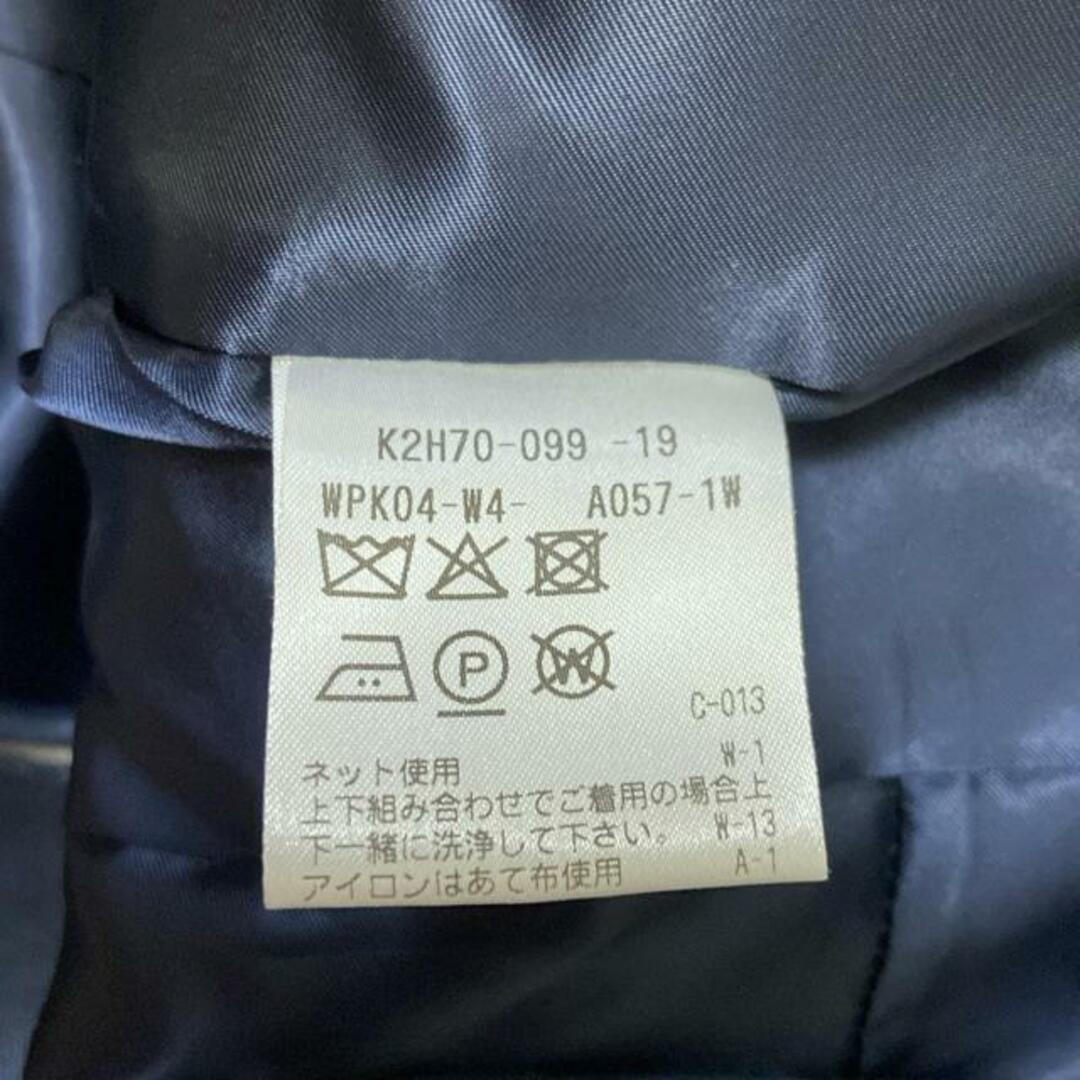 K2H70-099 -19
WPK04-W4- A057-1W
P W
C-013
ネット使用 W-1
上下組み合わせでご着用の場合上
下一緒に洗浄して下さい。 W-13
アイロンはあて布使用 A-1